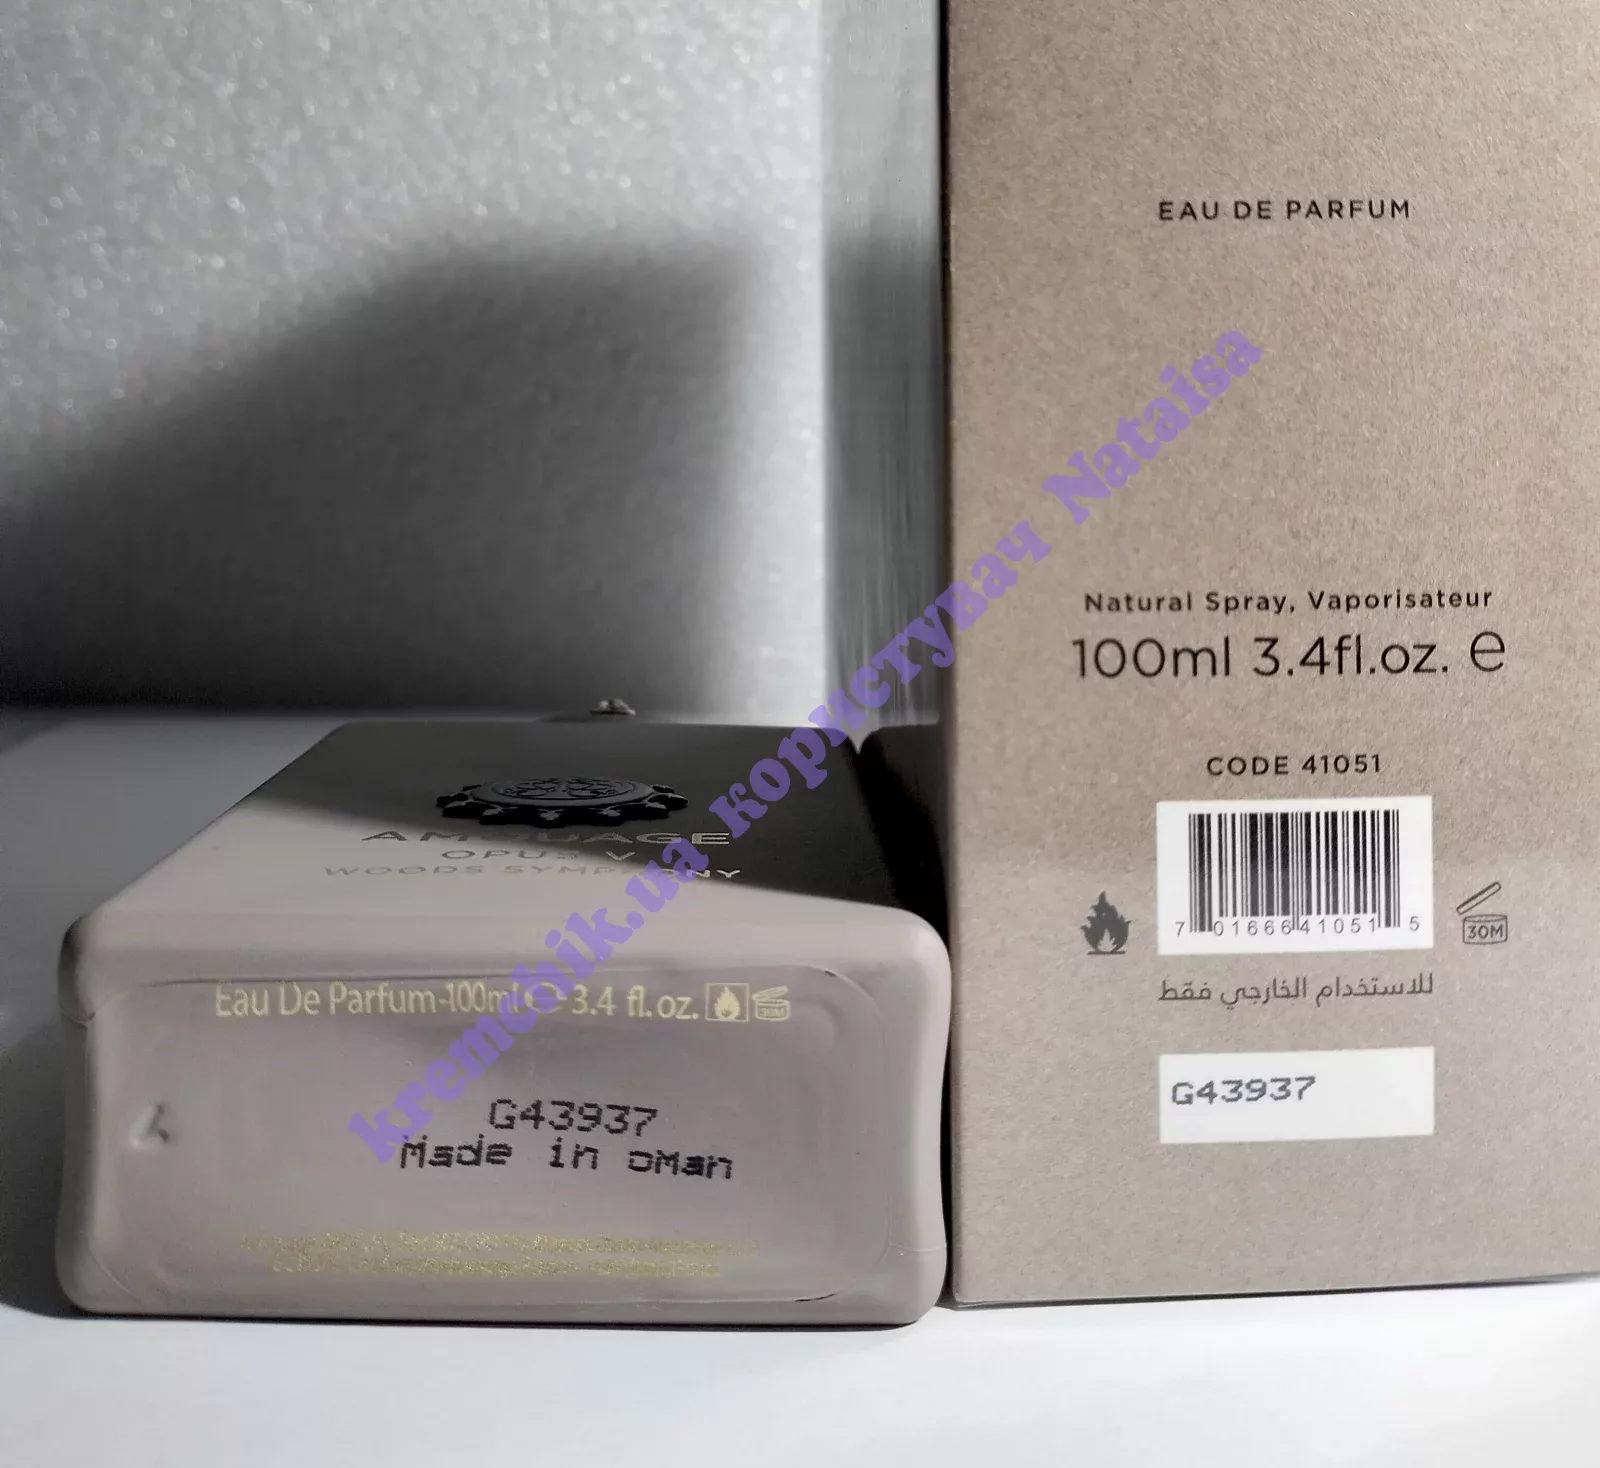 AMOUAGE
OPUS V
WOODS SYMPHONY
Eau De Parfum-100ml e-3.4 fl.oz.
30M
G43937
Made in oman
EAU DE PARFUM
Natural Spray, Vaporisateur
100ml 3.4fl.oz. e
CODE 41051
7 01666 41051 5
30M
للاستخدام الخارجي فقط
G43937
kremchik.ua користувач Nataisa